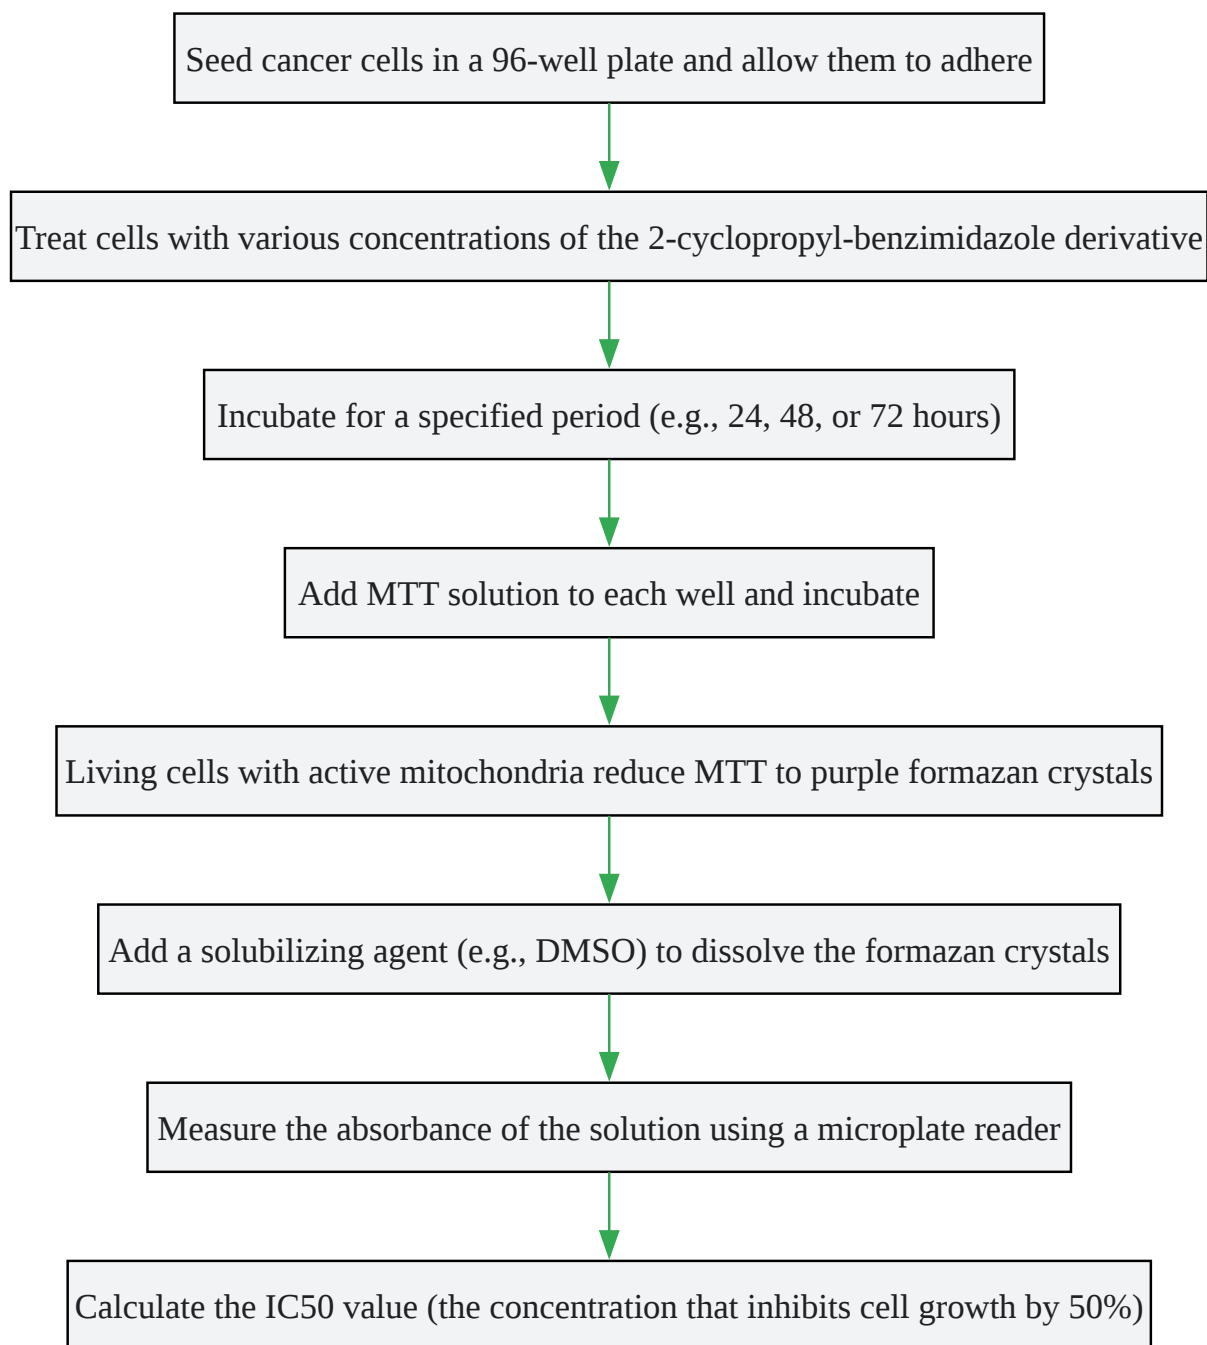 Seed cancer cells in a 96-well plate and allow them to adhere
Treat cells with various concentrations of the 2-cyclopropyl-benzimidazole derivative
Incubate for a specified period (e.g., 24, 48, or 72 hours)
Add MTT solution to each well and incubate
Living cells with active mitochondria reduce MTT to purple formazan crystals
Add a solubilizing agent (e.g., DMSO) to dissolve the formazan crystals
Measure the absorbance of the solution using a microplate reader
Calculate the IC50 value (the concentration that inhibits cell growth by 50%)